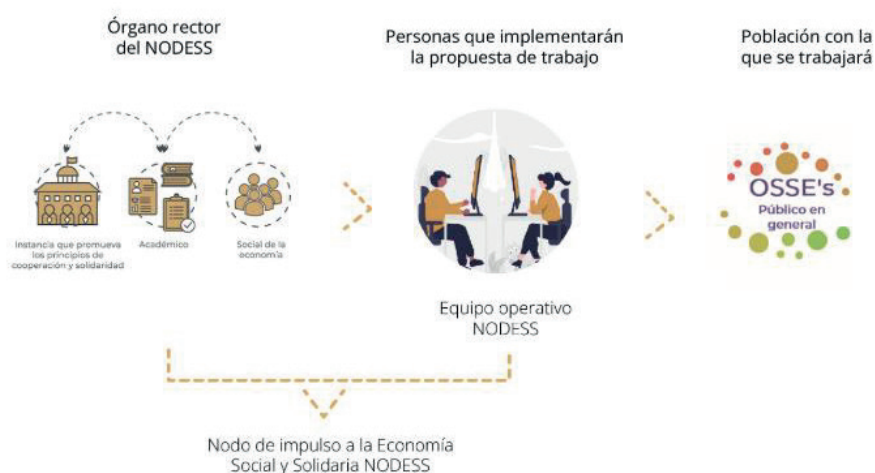 Órgano rector
del NODESS
Personas que implementarán
la propuesta de trabajo
Población con la
que se trabajará
Instancia que promueva
los principios de
cooperación y solidaridad
Académico
Social de la
economía
OSSE's
Público en
general
Equipo operativo
NODESS
Nodo de impulso a la Economía
Social y Solidaria NODESS